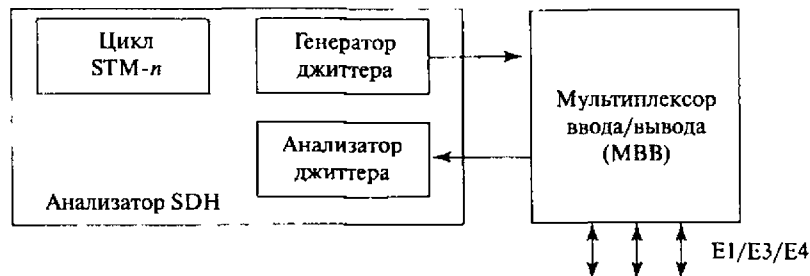 Цикл
STM-n
Генератор
джиттера
Анализатор
джиттера
Анализатор SDH
Мультиплексор
ввода/вывода
(МВВ)
E1/E3/E4